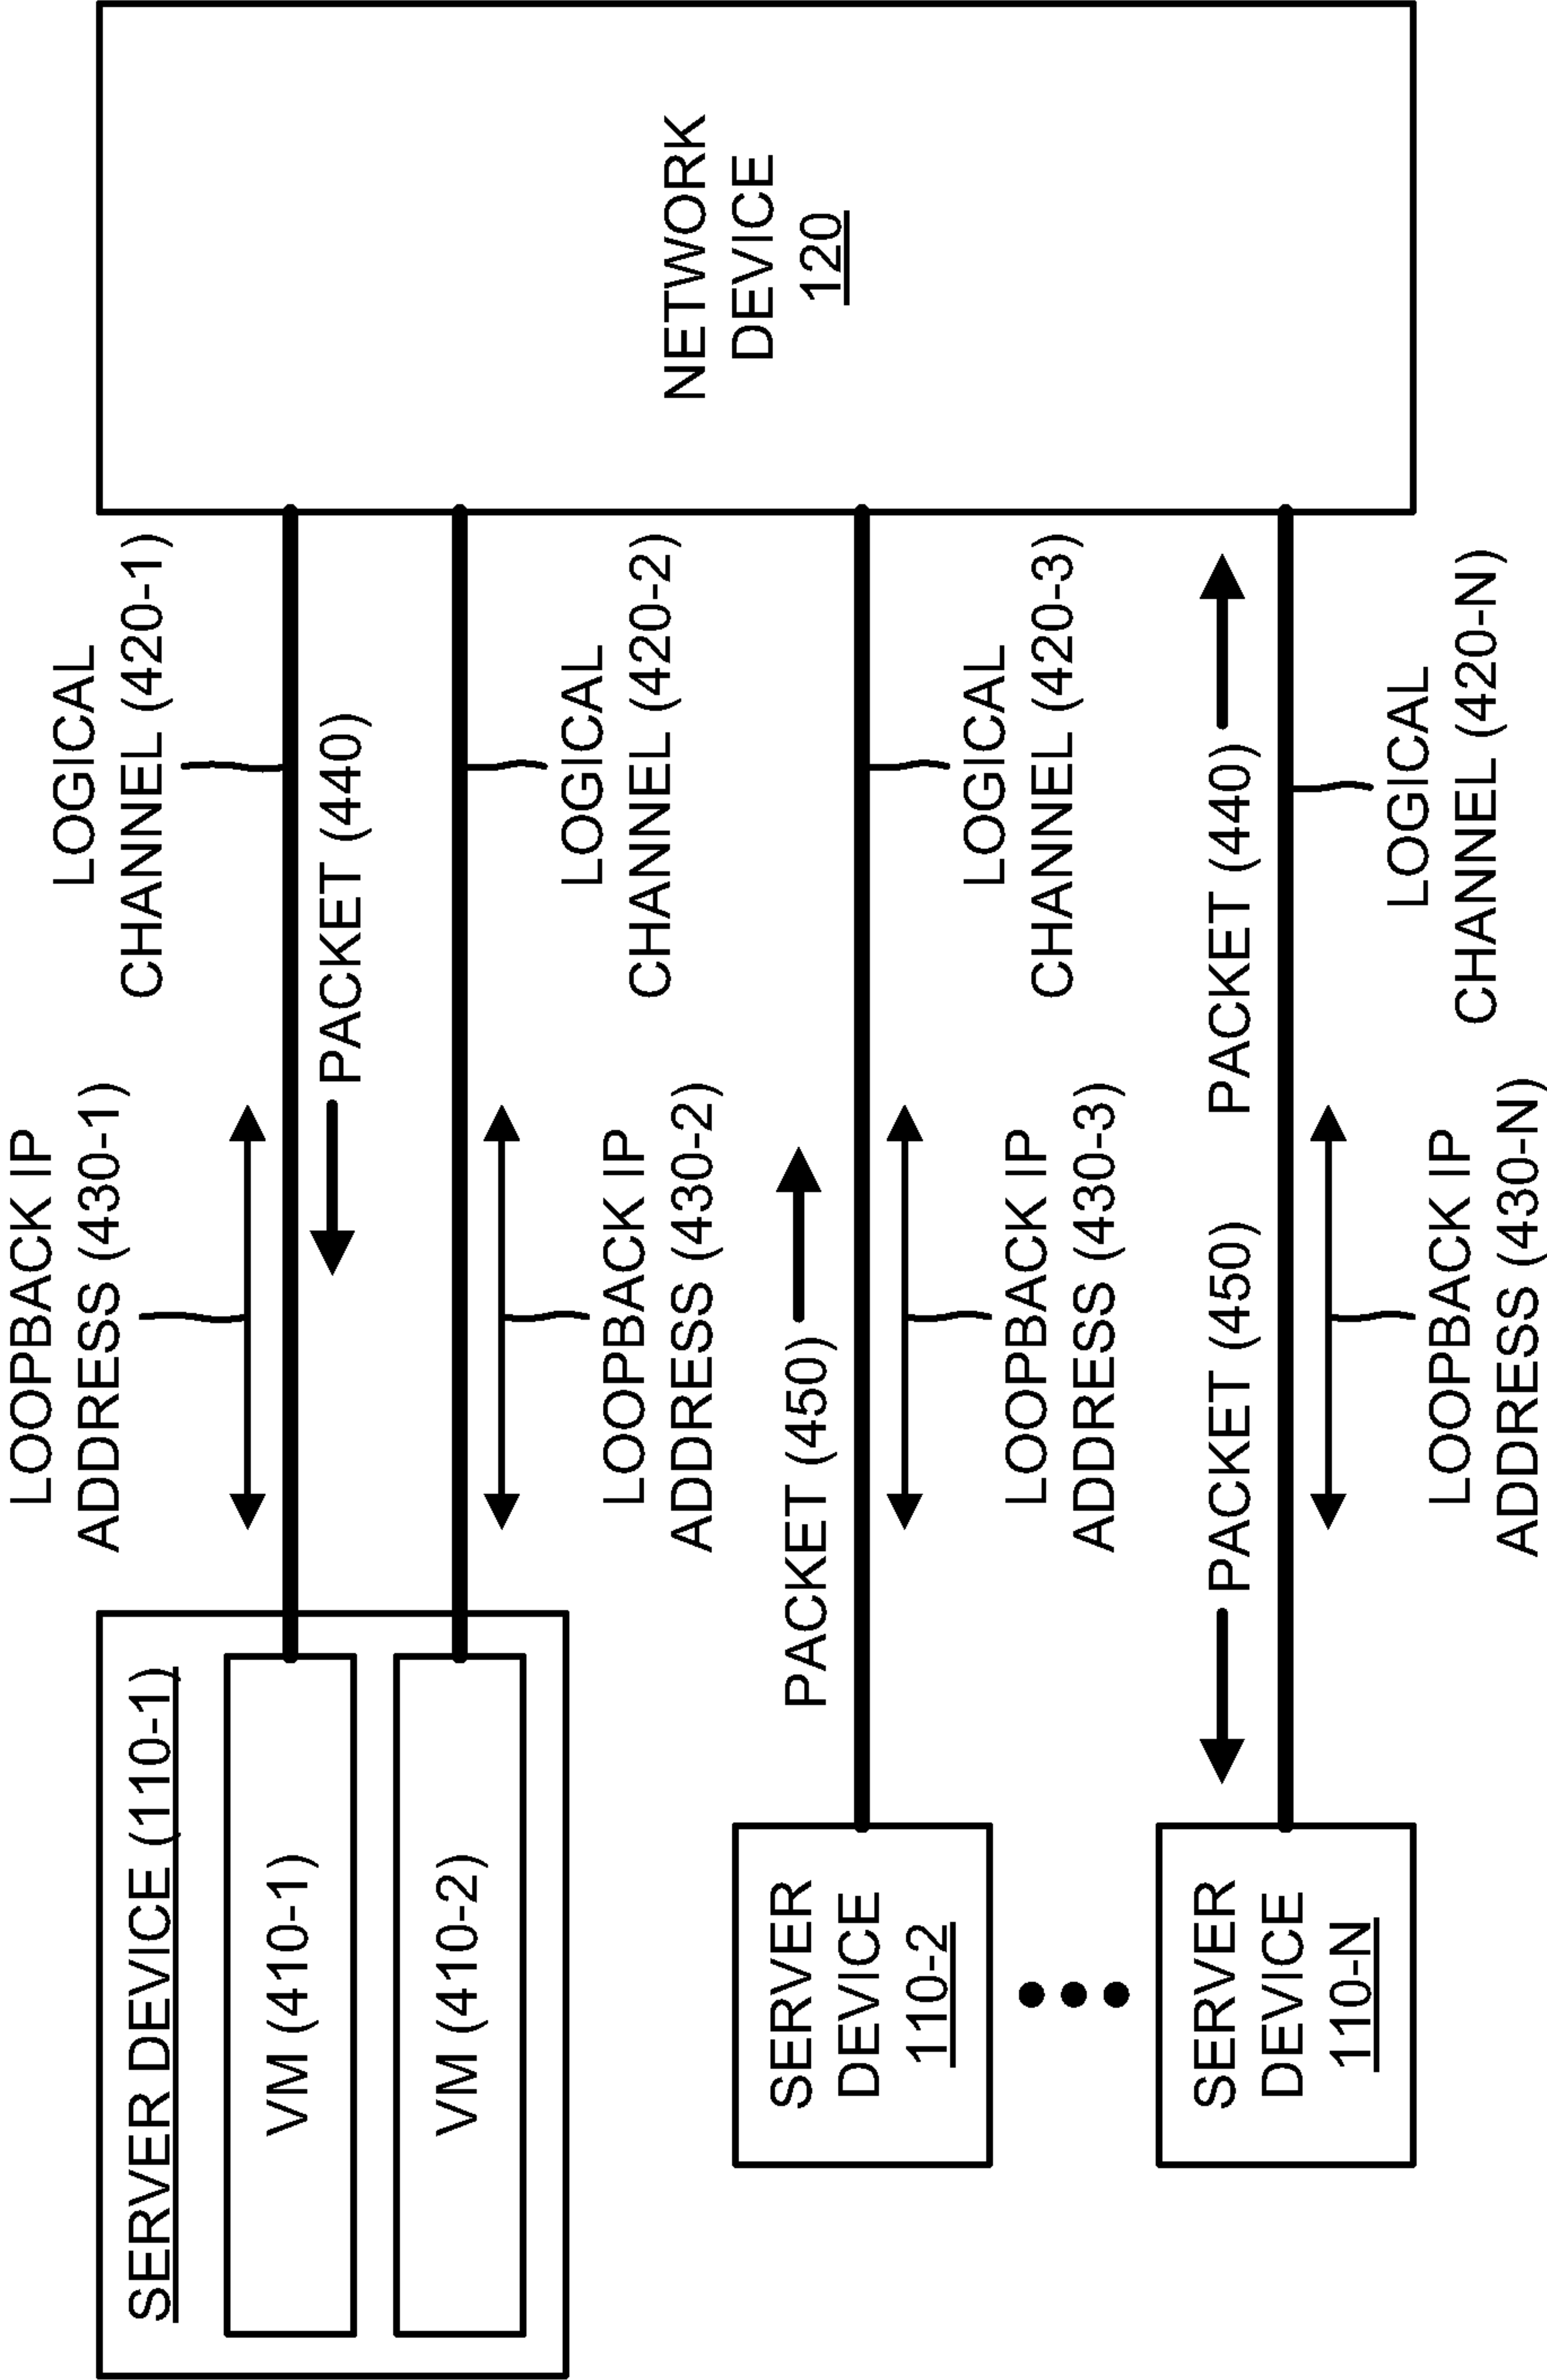 SERVER DEVICE (110-1)
VM (410-1)
VM (410-2)
LOOPBACK IP
ADDRESS (430-1)
LOGICAL
CHANNEL (420-1)
PACKET (440)
LOOPBACK IP
ADDRESS (430-2)
LOGICAL
CHANNEL (420-2)
NETWORK
DEVICE
120
SERVER
DEVICE
110-2
PACKET (450)
LOOPBACK IP
ADDRESS (430-3)
LOGICAL
CHANNEL (420-3)
SERVER
DEVICE
110-N
PACKET (450)
PACKET (440)
LOOPBACK IP
ADDRESS (430-N)
LOGICAL
CHANNEL (420-N)